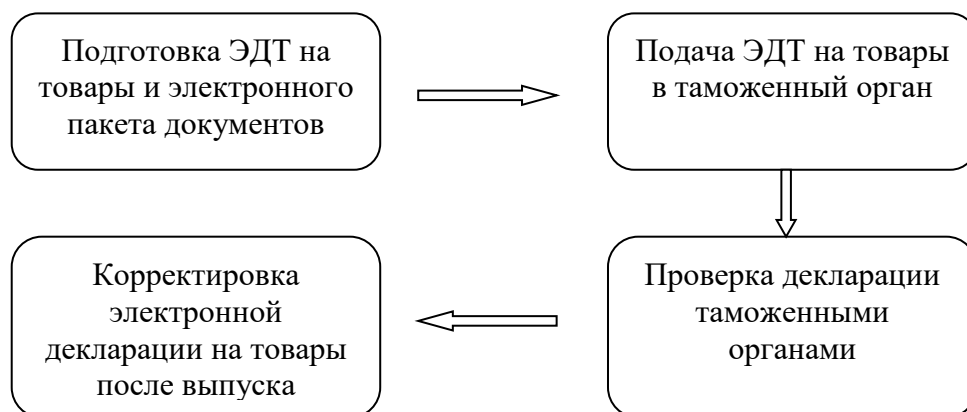 Подготовка ЭДТ на
товары и электронного
пакета документов
Подача ЭДТ на товары
в таможенный орган
Проверка декларации
таможенными
органами
Корректировка
электронной
декларации на товары
после выпуска